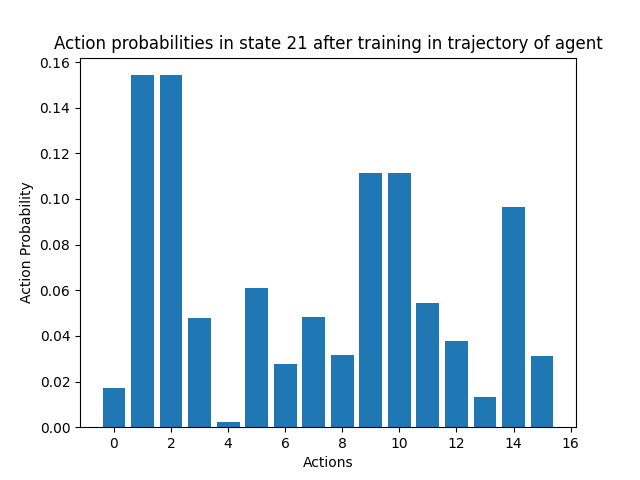 Action probabilities in state 21 after training in trajectory of agent
0.16
0.14
0.12
0.10
0.08
0.06
0.04
0.02
0.00
Action Probability
0 2 4 6 8 10 12 14 16
Actions